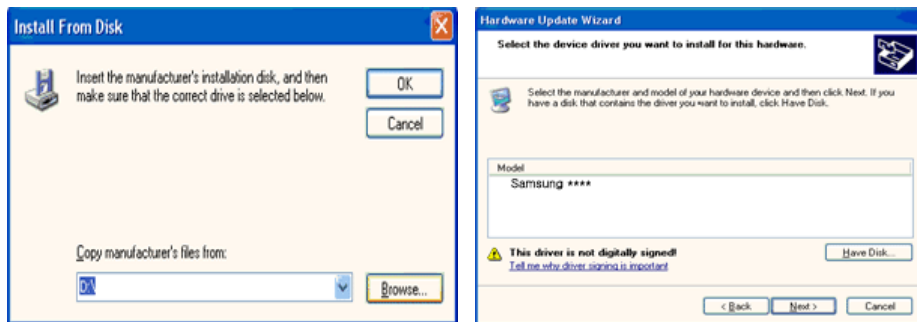 Install From Disk
Insert the manufacturer's installation disk, and then
make sure that the correct drive is selected below.
OK
Cancel
Copy manufacturer's files from:
D:\
Browse...
Hardware Update Wizard
Select the device driver you want to install for this hardware.
Select the manufacturer and model of your hardware device and then click Next. If you
have a disk that contains the driver you want to install, click Have Disk.
Model
Samsung ****
This driver is not digitally signed!
Tell me why driver signing is important
Have Disk...
< Back
Next >
Cancel